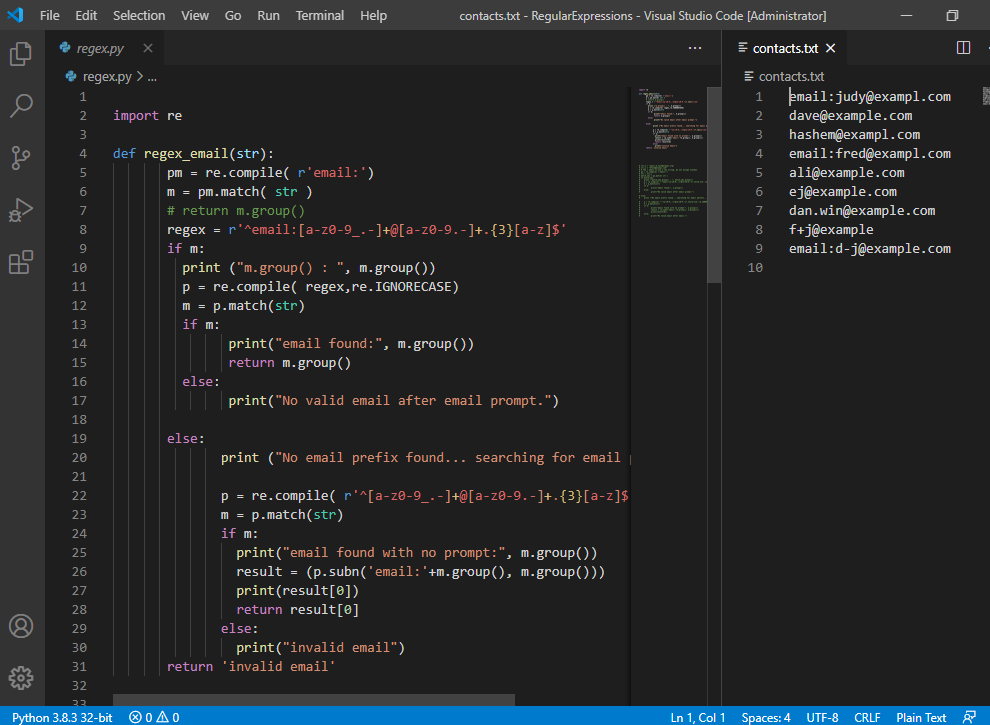 File Edit Selection View Go Run Terminal Help contacts.txt - RegularExpressions - Visual Studio Code [Administrator]
regex.py
regex.py > ...
1
2 import re
3
4 def regex_email(str):
5 pm = re.compile( r'email:')
6 m = pm.match( str )
7 # return m.group()
8 regex = r'^email:[a-z0-9_.-]+@[a-z0-9.-]+.{3}[a-z]$'
9 if m:
10 print ("m.group() : ", m.group())
11 p = re.compile( regex,re.IGNORECASE)
12 m = p.match(str)
13 if m:
14 print("email found:", m.group())
15 return m.group()
16 else:
17 print("No valid email after email prompt.")
18
19 else:
20 print ("No email prefix found... searching for email
21
22 p = re.compile( r'^[a-z0-9_.-]+@[a-z0-9.-]+.{3}[a-z]$
23 m = p.match(str)
24 if m:
25 print("email found with no prompt:", m.group())
26 result = (p.subn('email:'+m.group(), m.group()))
27 print(result[0])
28 return result[0]
29 else:
30 print("invalid email")
31 return 'invalid email'
32
33
contacts.txt
contacts.txt
1 email:judy@exampl.com
2 dave@example.com
3 hashem@exampl.com
4 email:fred@exampl.com
5 ali@example.com
6 ej@example.com
7 dan.win@example.com
8 f+j@example
9 email:d-j@example.com
10
Python 3.8.3 32-bit 0 0 Ln 1, Col 1 Spaces: 4 UTF-8 CRLF Plain Text